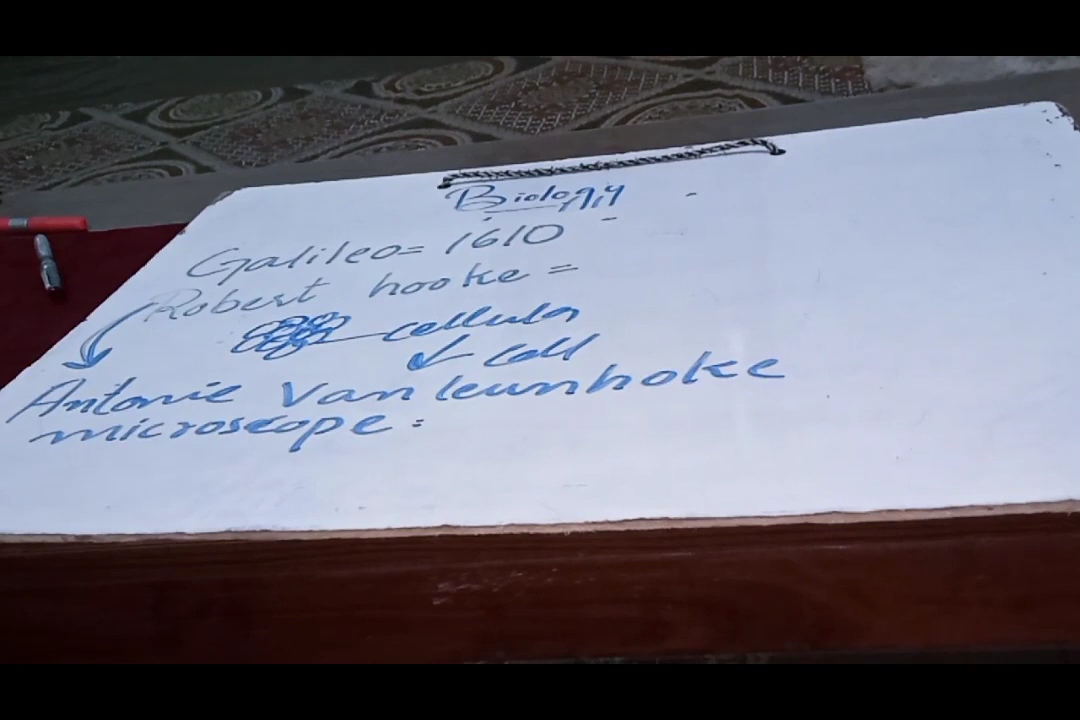 Biology
Galileo = 1610
Robert hooke =
cellula
cell
Antonie Van leunhoke
microscope :